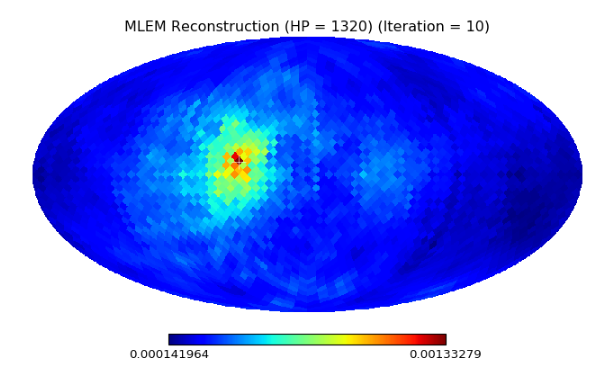 MLEM Reconstruction (HP = 1320) (Iteration = 10)
0.000141964
0.00133279